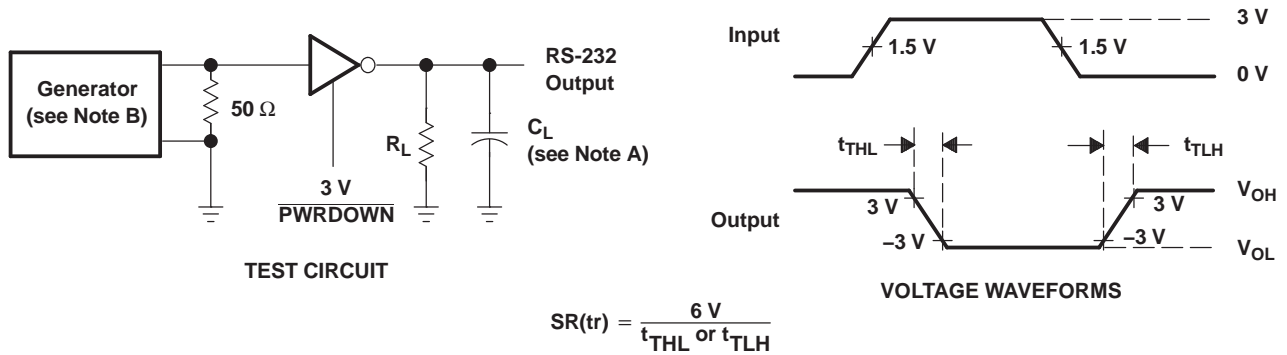 Generator
(see Note B)
50 Ω
3 V
PWRDOWN
R_L
C_L
(see Note A)
RS-232
Output
TEST CIRCUIT
Input
1.5 V
1.5 V
3 V
0 V
t_THL
t_TLH
Output
3 V
–3 V
3 V
–3 V
V_OH
V_OL
VOLTAGE WAVEFORMS
SR(tr) = 6 V / t_THL or t_TLH